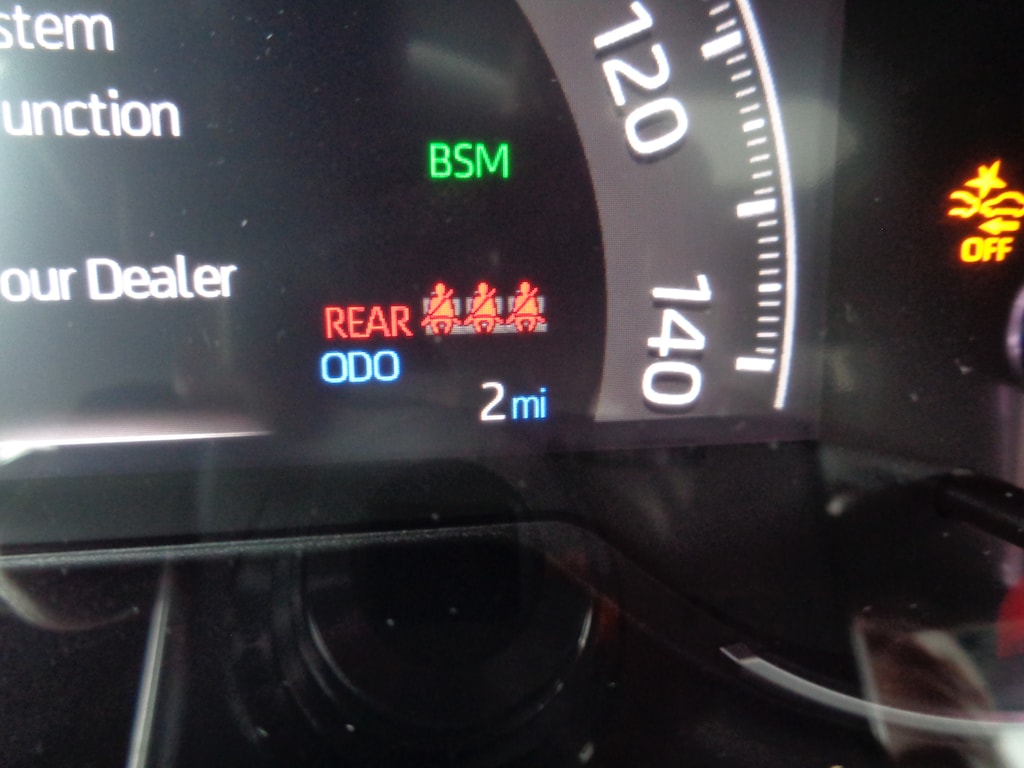 stem
unction
our Dealer
BSM
REAR
ODO
2 mi
120
140
OFF